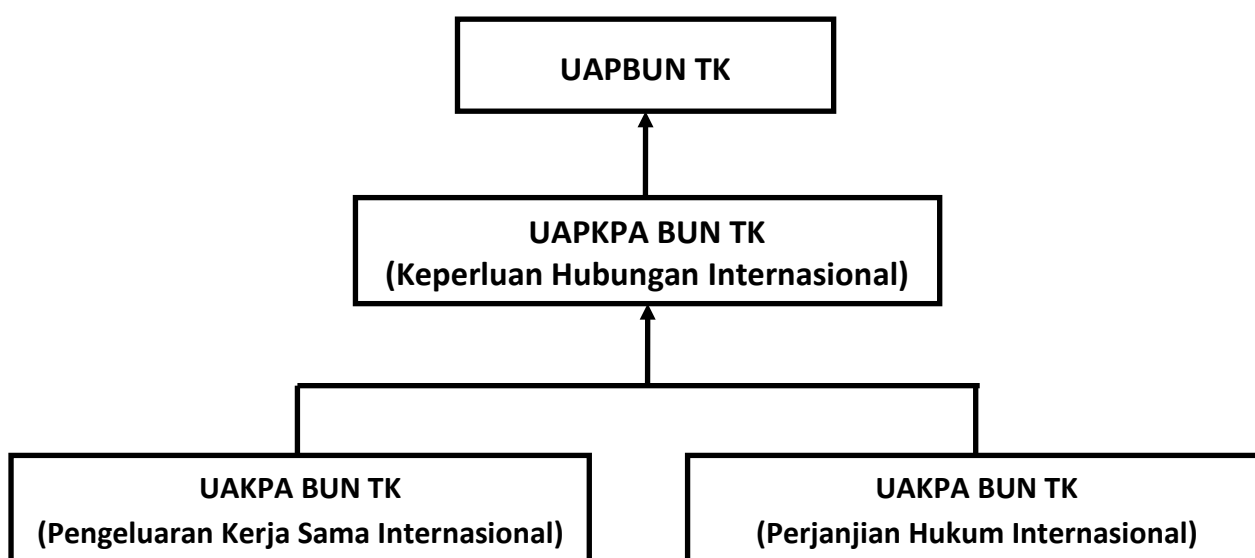 UAPBUN TK
UAPKPA BUN TK
(Keperluan Hubungan Internasional)
UAKPA BUN TK
(Pengeluaran Kerja Sama Internasional)
UAKPA BUN TK
(Perjanjian Hukum Internasional)